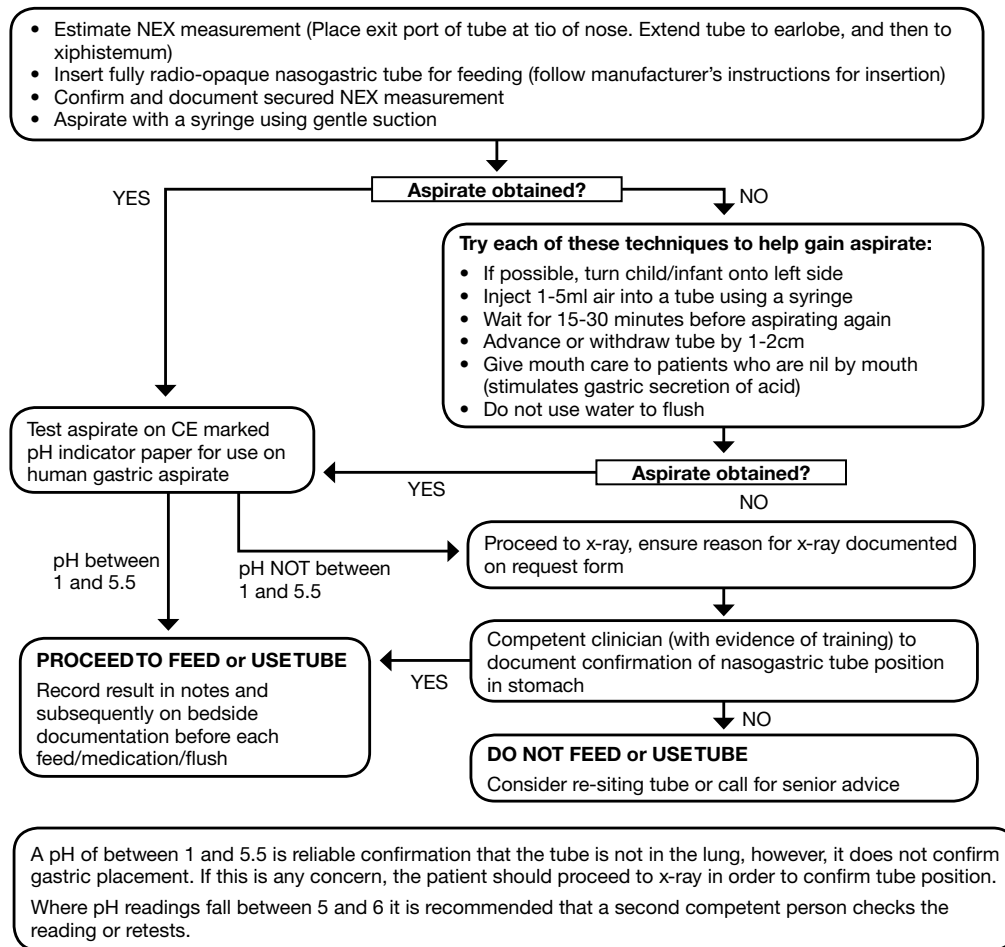 • Estimate NEX measurement (Place exit port of tube at tio of nose. Extend tube to earlobe, and then to
xiphistemum)
• Insert fully radio-opaque nasogastric tube for feeding (follow manufacturer's instructions for insertion)
• Confirm and document secured NEX measurement
• Aspirate with a syringe using gentle suction
Aspirate obtained?
YES
NO
Try each of these techniques to help gain aspirate:
• If possible, turn child/infant onto left side
• Inject 1-5ml air into a tube using a syringe
• Wait for 15-30 minutes before aspirating again
• Advance or withdraw tube by 1-2cm
• Give mouth care to patients who are nil by mouth
(stimulates gastric secretion of acid)
• Do not use water to flush
Test aspirate on CE marked
pH indicator paper for use on
human gastric aspirate
Aspirate obtained?
YES
NO
pH between
1 and 5.5
pH NOT between
1 and 5.5
Proceed to x-ray, ensure reason for x-ray documented
on request form
Competent clinician (with evidence of training) to
document confirmation of nasogastric tube position
in stomach
YES
NO
PROCEED TO FEED or USE TUBE
Record result in notes and
subsequently on bedside
documentation before each
feed/medication/flush
DO NOT FEED or USE TUBE
Consider re-siting tube or call for senior advice
A pH of between 1 and 5.5 is reliable confirmation that the tube is not in the lung, however, it does not confirm
gastric placement. If this is any concern, the patient should proceed to x-ray in order to confirm tube position.
Where pH readings fall between 5 and 6 it is recommended that a second competent person checks the
reading or retests.